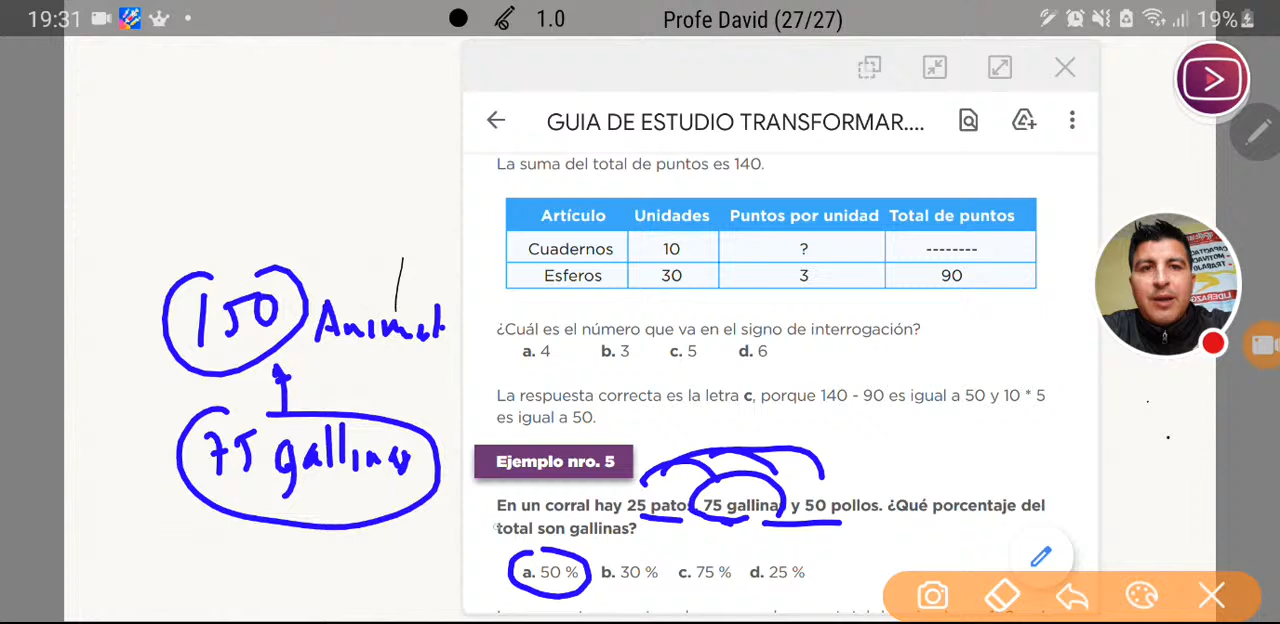 19:31
1.0
Profe David (27/27)
19%
GUIA DE ESTUDIO TRANSFORMAR....
La suma del total de puntos es 140.
Artículo Unidades Puntos por unidad Total de puntos
Cuadernos 10 ? --------
Esferos 30 3 90
¿Cuál es el número que va en el signo de interrogación?
a. 4 b. 3 c. 5 d. 6
La respuesta correcta es la letra c, porque 140 - 90 es igual a 50 y 10 * 5
es igual a 50.
Ejemplo nro. 5
En un corral hay 25 pato 75 gallina y 50 pollos. ¿Qué porcentaje del
total son gallinas?
a. 50 % b. 30 % c. 75 % d. 25 %
150 Animal
75 gallinas